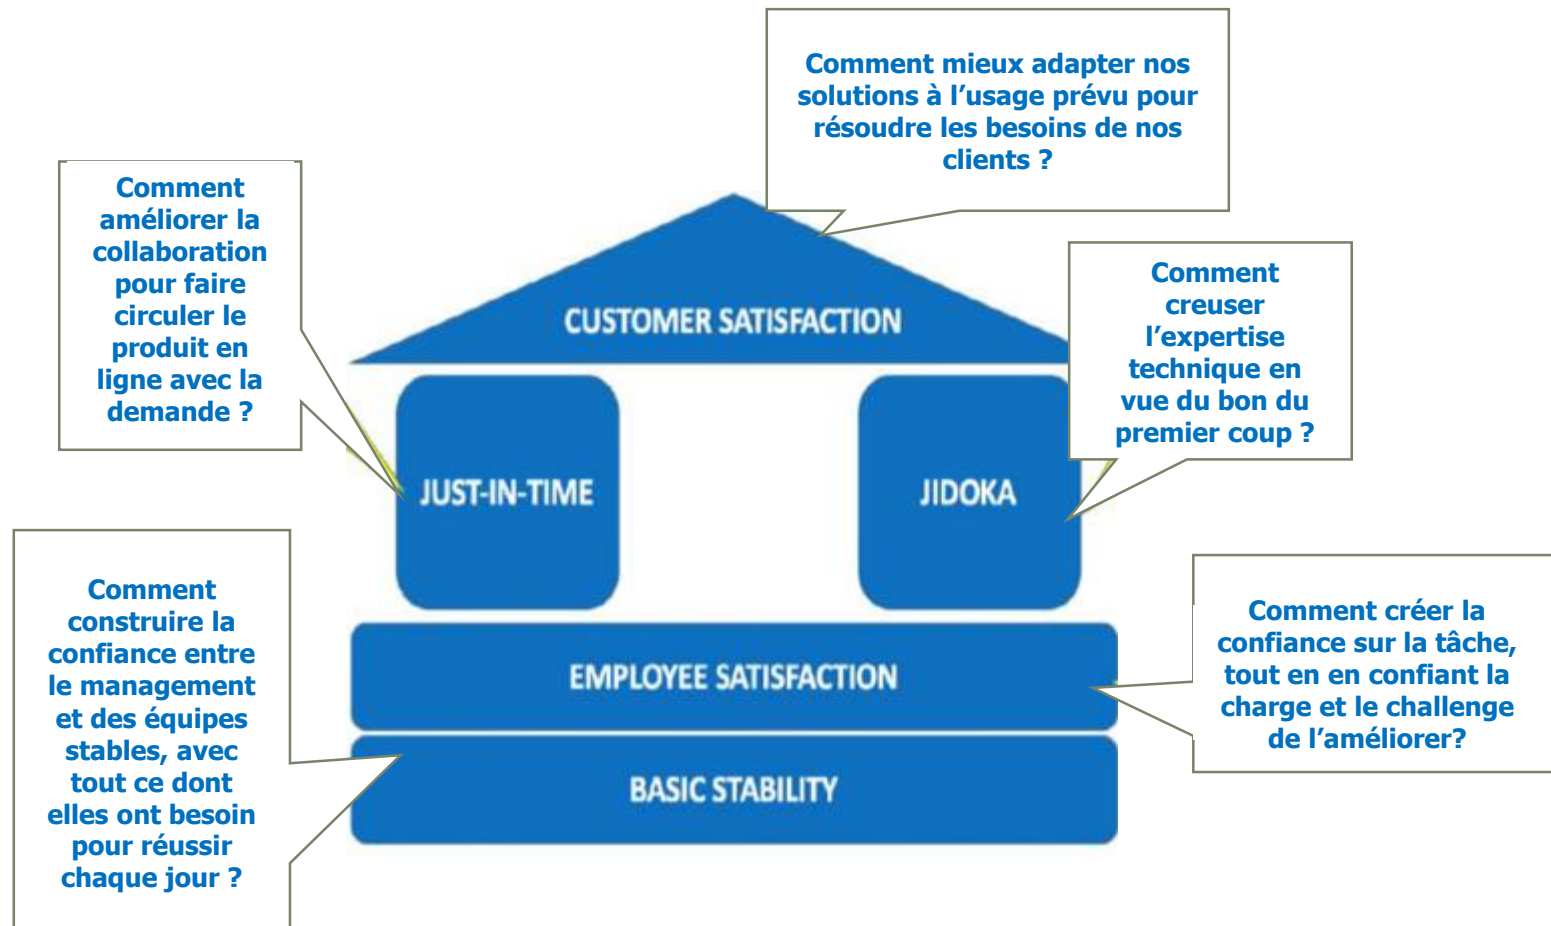 Comment mieux adapter nos
solutions à l’usage prévu pour
résoudre les besoins de nos
clients ?
Comment
améliorer la
collaboration
pour faire
circuler le
produit en
ligne avec la
demande ?
CUSTOMER SATISFACTION
Comment
creuser
l’expertise
technique en
vue du bon du
premier coup ?
JUST-IN-TIME
JIDOKA
Comment
construire la
confiance entre
le management
et des équipes
stables, avec
tout ce dont
elles ont besoin
pour réussir
chaque jour ?
EMPLOYEE SATISFACTION
Comment créer la
confiance sur la tâche,
tout en en confiant la
charge et le challenge
de l’améliorer?
BASIC STABILITY